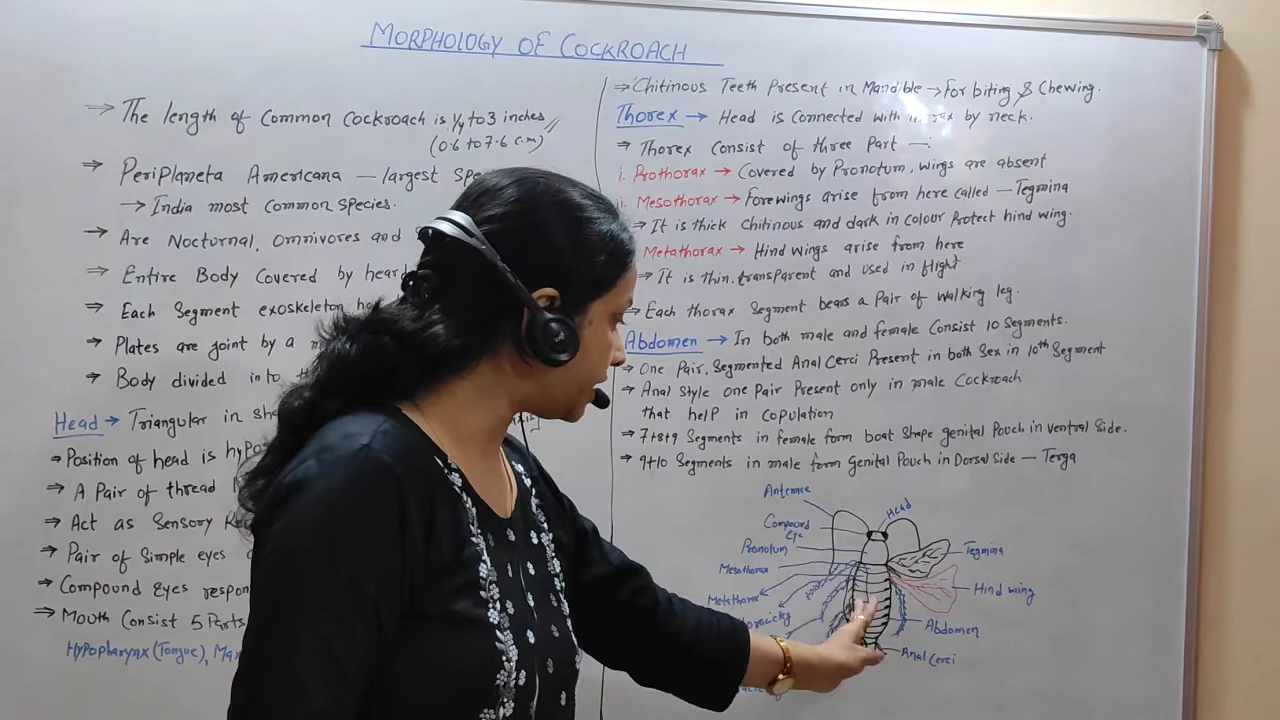 MORPHOLOGY OF COCKROACH
⇒ The length of Common Cockroach is 1/4 to 3 inches
(0.6 to 7.6 c.m)
⇒ Periplaneta Americana — largest spe
→ India most Common Species.
⇒ Are Nocturnal, Omnivores and
⇒ Entire Body Covered by heard
⇒ Each Segment exoskeleton ha
⇒ Plates are joint by a
⇒ Body divided into
Head → Triangular in sha
⇒ Position of head is hypo
⇒ A Pair of thread
⇒ Act as Sensory Re
⇒ Pair of Simple eyes
⇒ Compound Eyes respon
⇒ Mouth Consist 5 Parts
Hypopharynx (Tongue), Ma
⇒ Chitinous Teeth Present in Mandible → For biting & Chewing.
Thorex → Head is Connected with by neck.
⇒ Thorex Consist of three Part —:
i. Prothorax → Covered by Pronotum, wings are absent
ii. Mesothorax → Forewings arise from here called — Tegmina
⇒ It is thick Chitinous and dark in colour Protect hind wing.
Metathorax → Hind wings arise from here
⇒ It is thin, transparent and used in flight
⇒ Each thorax Segment bears a Pair of walking leg.
Abdomen → In both male and female Consist 10 Segments.
⇒ One Pair, Segmented Anal Cerci Present in both Sex in 10th Segment
⇒ Anal Style one Pair Present only in male Cockroach
that help in copulation
⇒ 7+8+9 Segments in female form boat Shape genital Pouch in ventral Side.
⇒ 9+10 Segments in male form Genital Pouch in Dorsal Side — Terga
Antennae
Head
Compound
Eye
Pronotum
Tegmina
Mesothorax
Hind wing
Metathorax
Abdomen
Anal Cerci